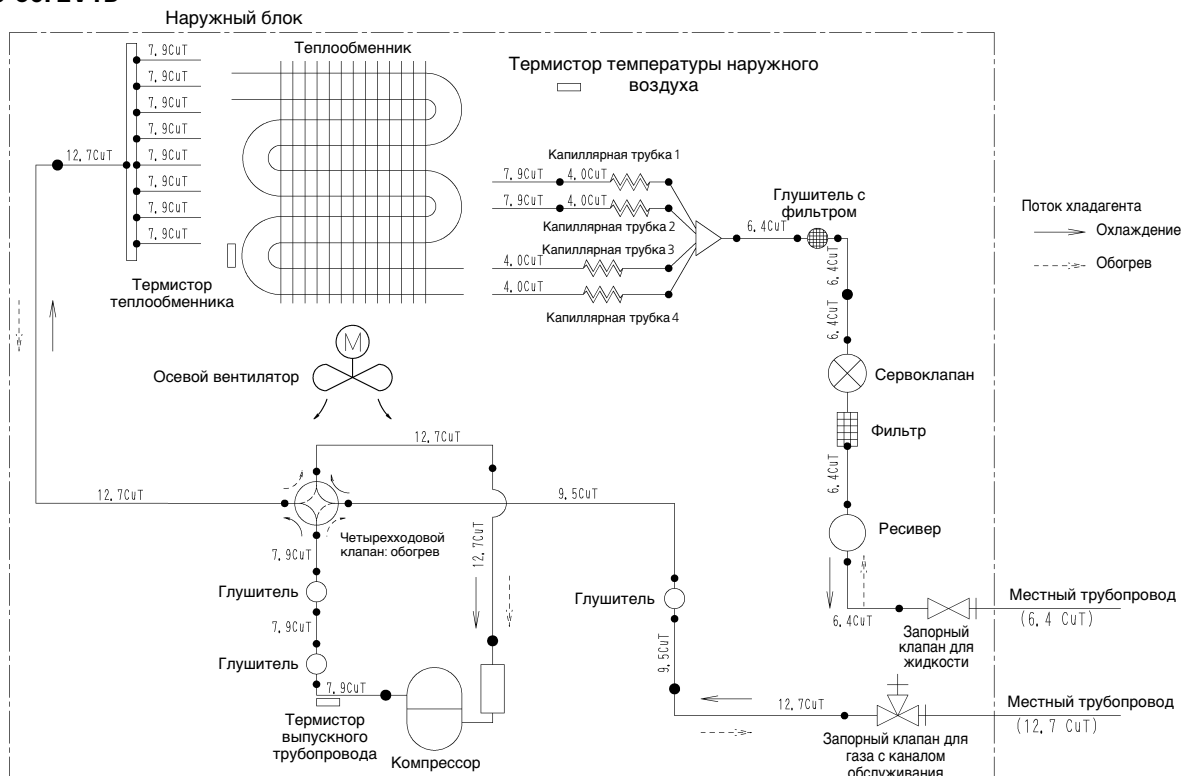 Наружный блок
7,9CuT
Теплообменник
7,9CuT
Термистор температуры наружного
воздуха
7,9CuT
7,9CuT
12,7CuT
7,9CuT
7,9CuT
7,9CuT
7,9CuT
Термистор
теплообменника
Капиллярная трубка 1
7,9CuT
4,0CuT
7,9CuT
4,0CuT
Капиллярная трубка 2
Капиллярная трубка 3
4,0CuT
4,0CuT
Капиллярная трубка 4
6,4CuT
Глушитель с
фильтром
6,4CuT
6,4CuT
Поток хладагента
Охлаждение
Обогрев
M
Осевой вентилятор
Сервоклапан
Фильтр
6,4CuT
Ресивер
12,7CuT
12,7CuT
9,5CuT
Четырехходовой
клапан: обогрев
7,9CuT
12,7CuT
Глушитель
7,9CuT
Глушитель
7,9CuT
Термистор
выпускного
трубопровода
Компрессор
Глушитель
9,5CuT
6,4CuT
Запорный
клапан для
жидкости
Местный трубопровод
(6,4 CuT)
12,7CuT
Запорный клапан для
газа с каналом
обслуживания
Местный трубопровод
(12,7 CuT)